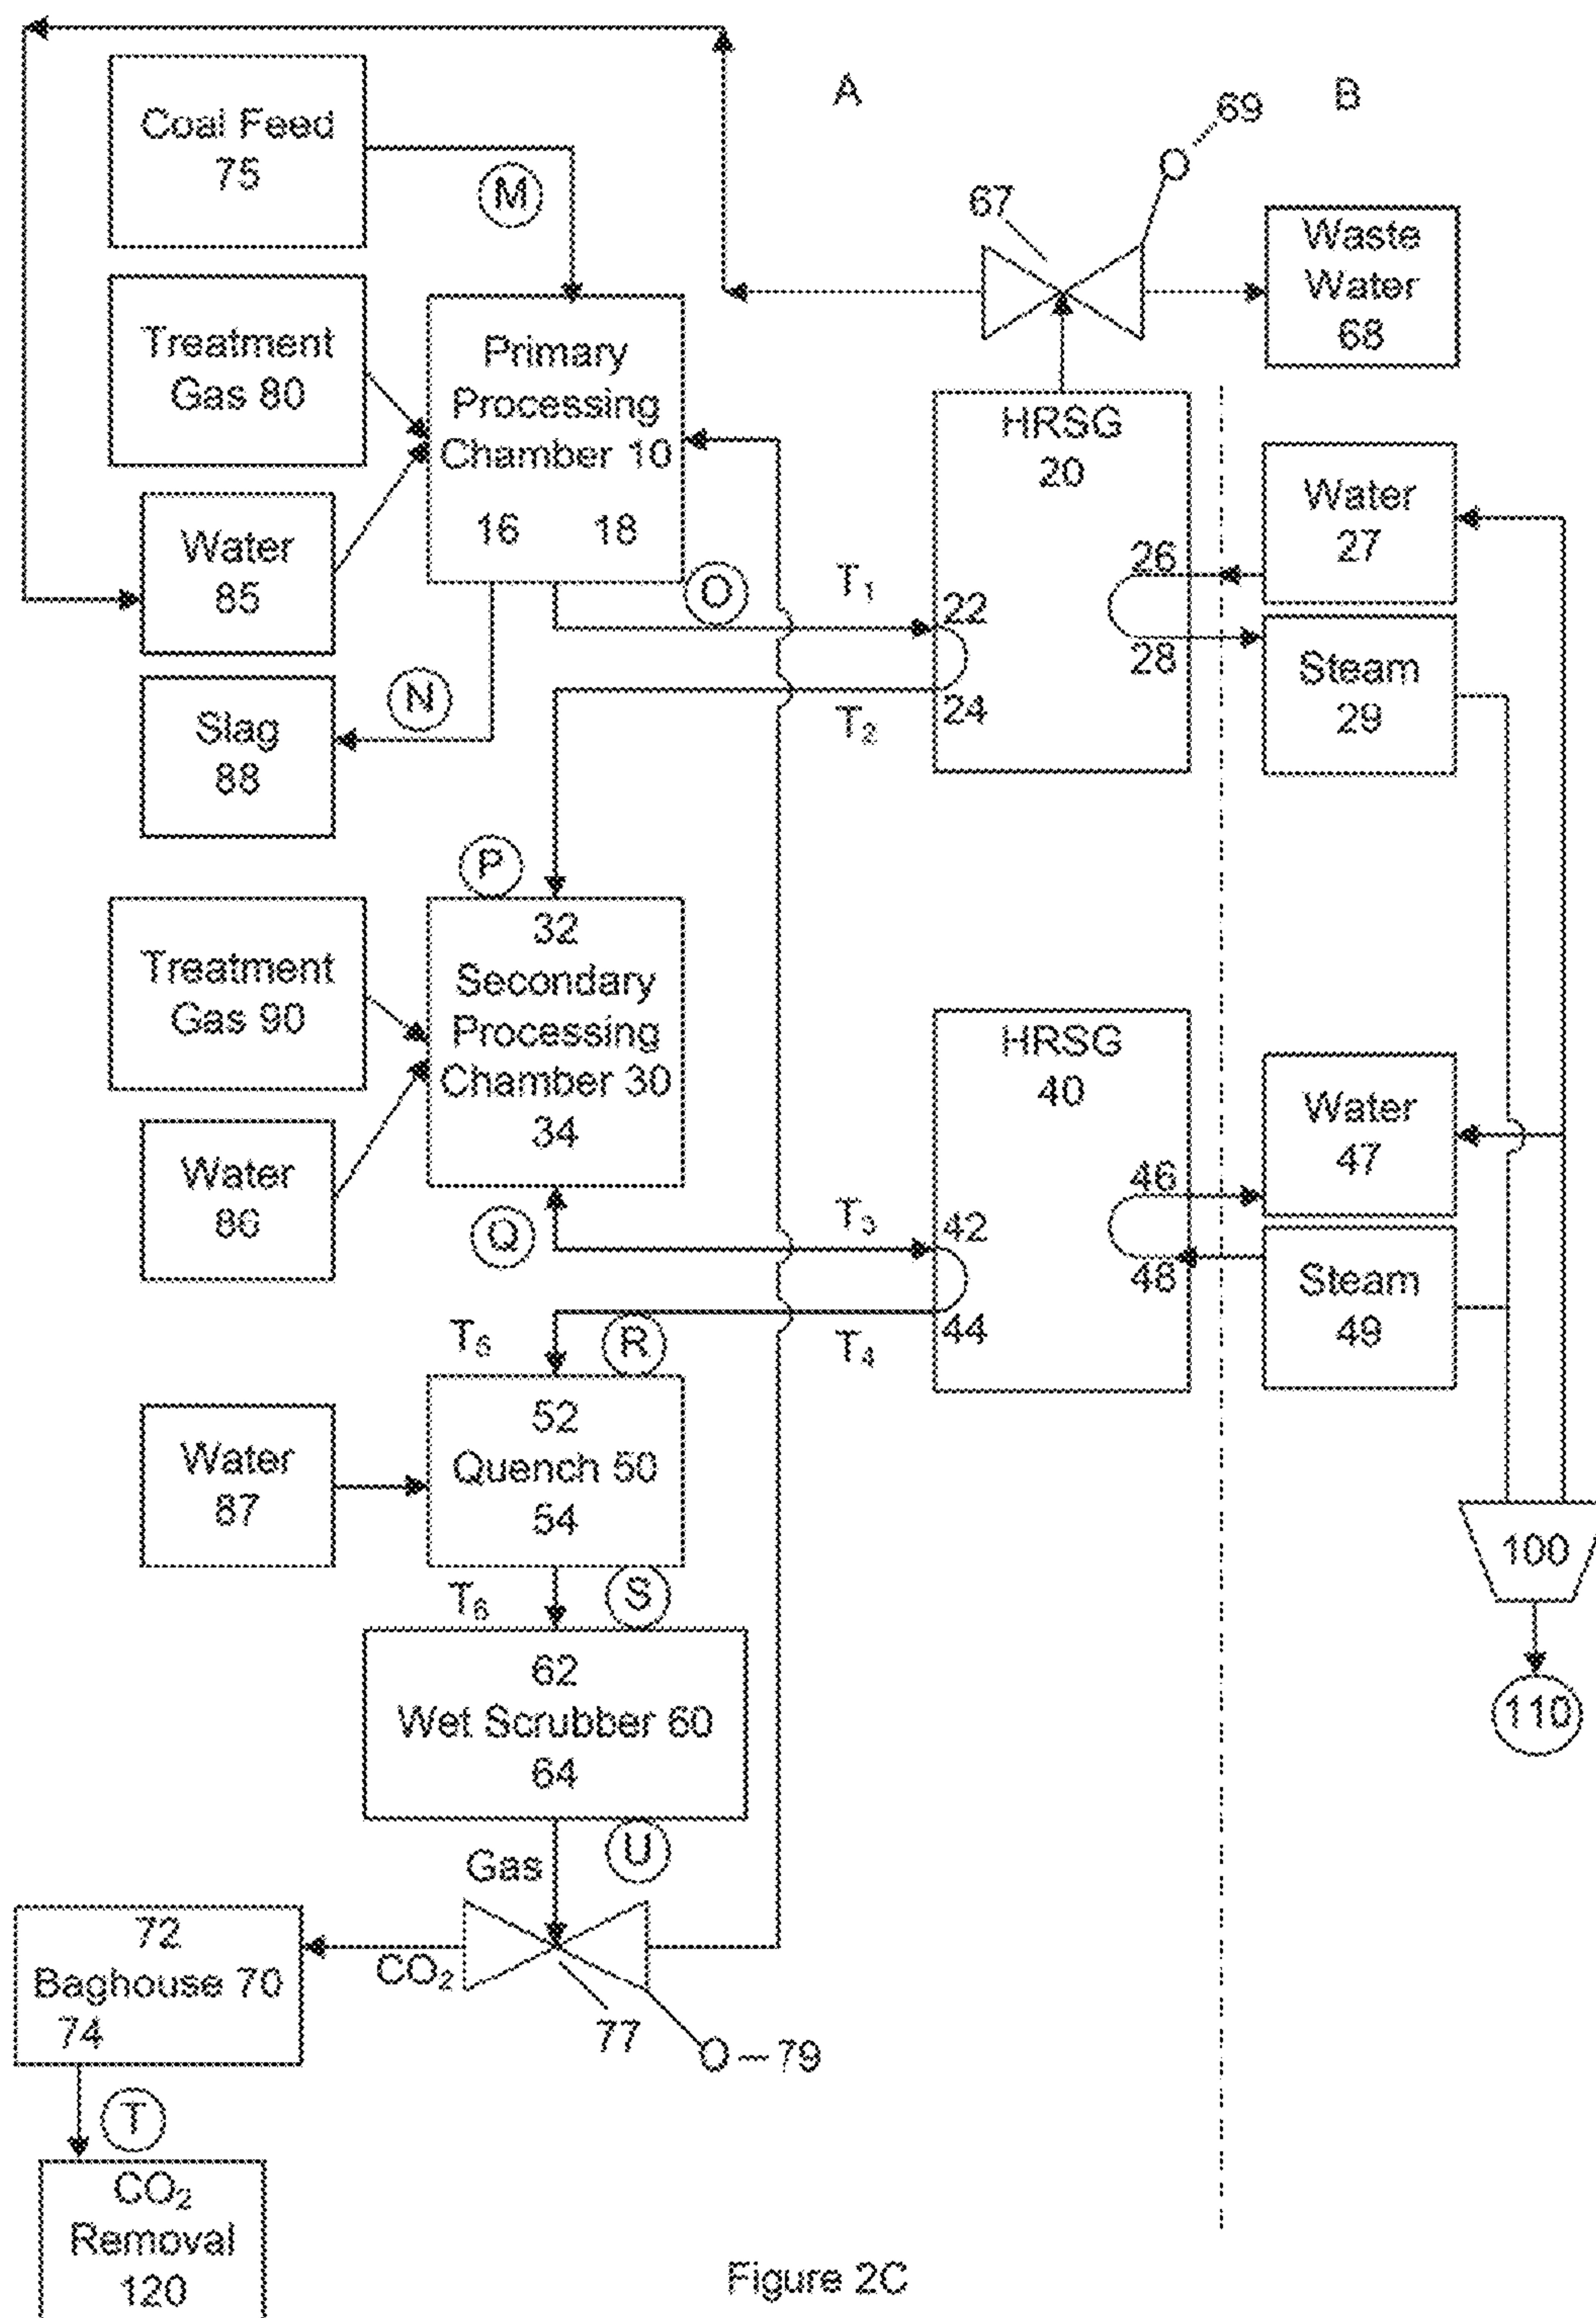 A
B
69
67
Coal Feed
75
M
Treatment
Gas 80
Primary
Processing
Chamber 10
16 18
Water
85
Slag
88
N
O
T1
T2
HRSG
20
22
24
26
28
Waste
Water
68
Water
27
Steam
29
P
Treatment
Gas 90
32
Secondary
Processing
Chamber 30
34
Water
86
Q
T3
T4
HRSG
40
42
44
46
48
Water
47
Steam
49
T5
R
Water
87
52
Quench 50
54
T6
S
100
110
62
Wet Scrubber 60
64
Gas
U
72
Baghouse 70
74
CO2
77
79
T
CO2
Removal
120
Figure 2C